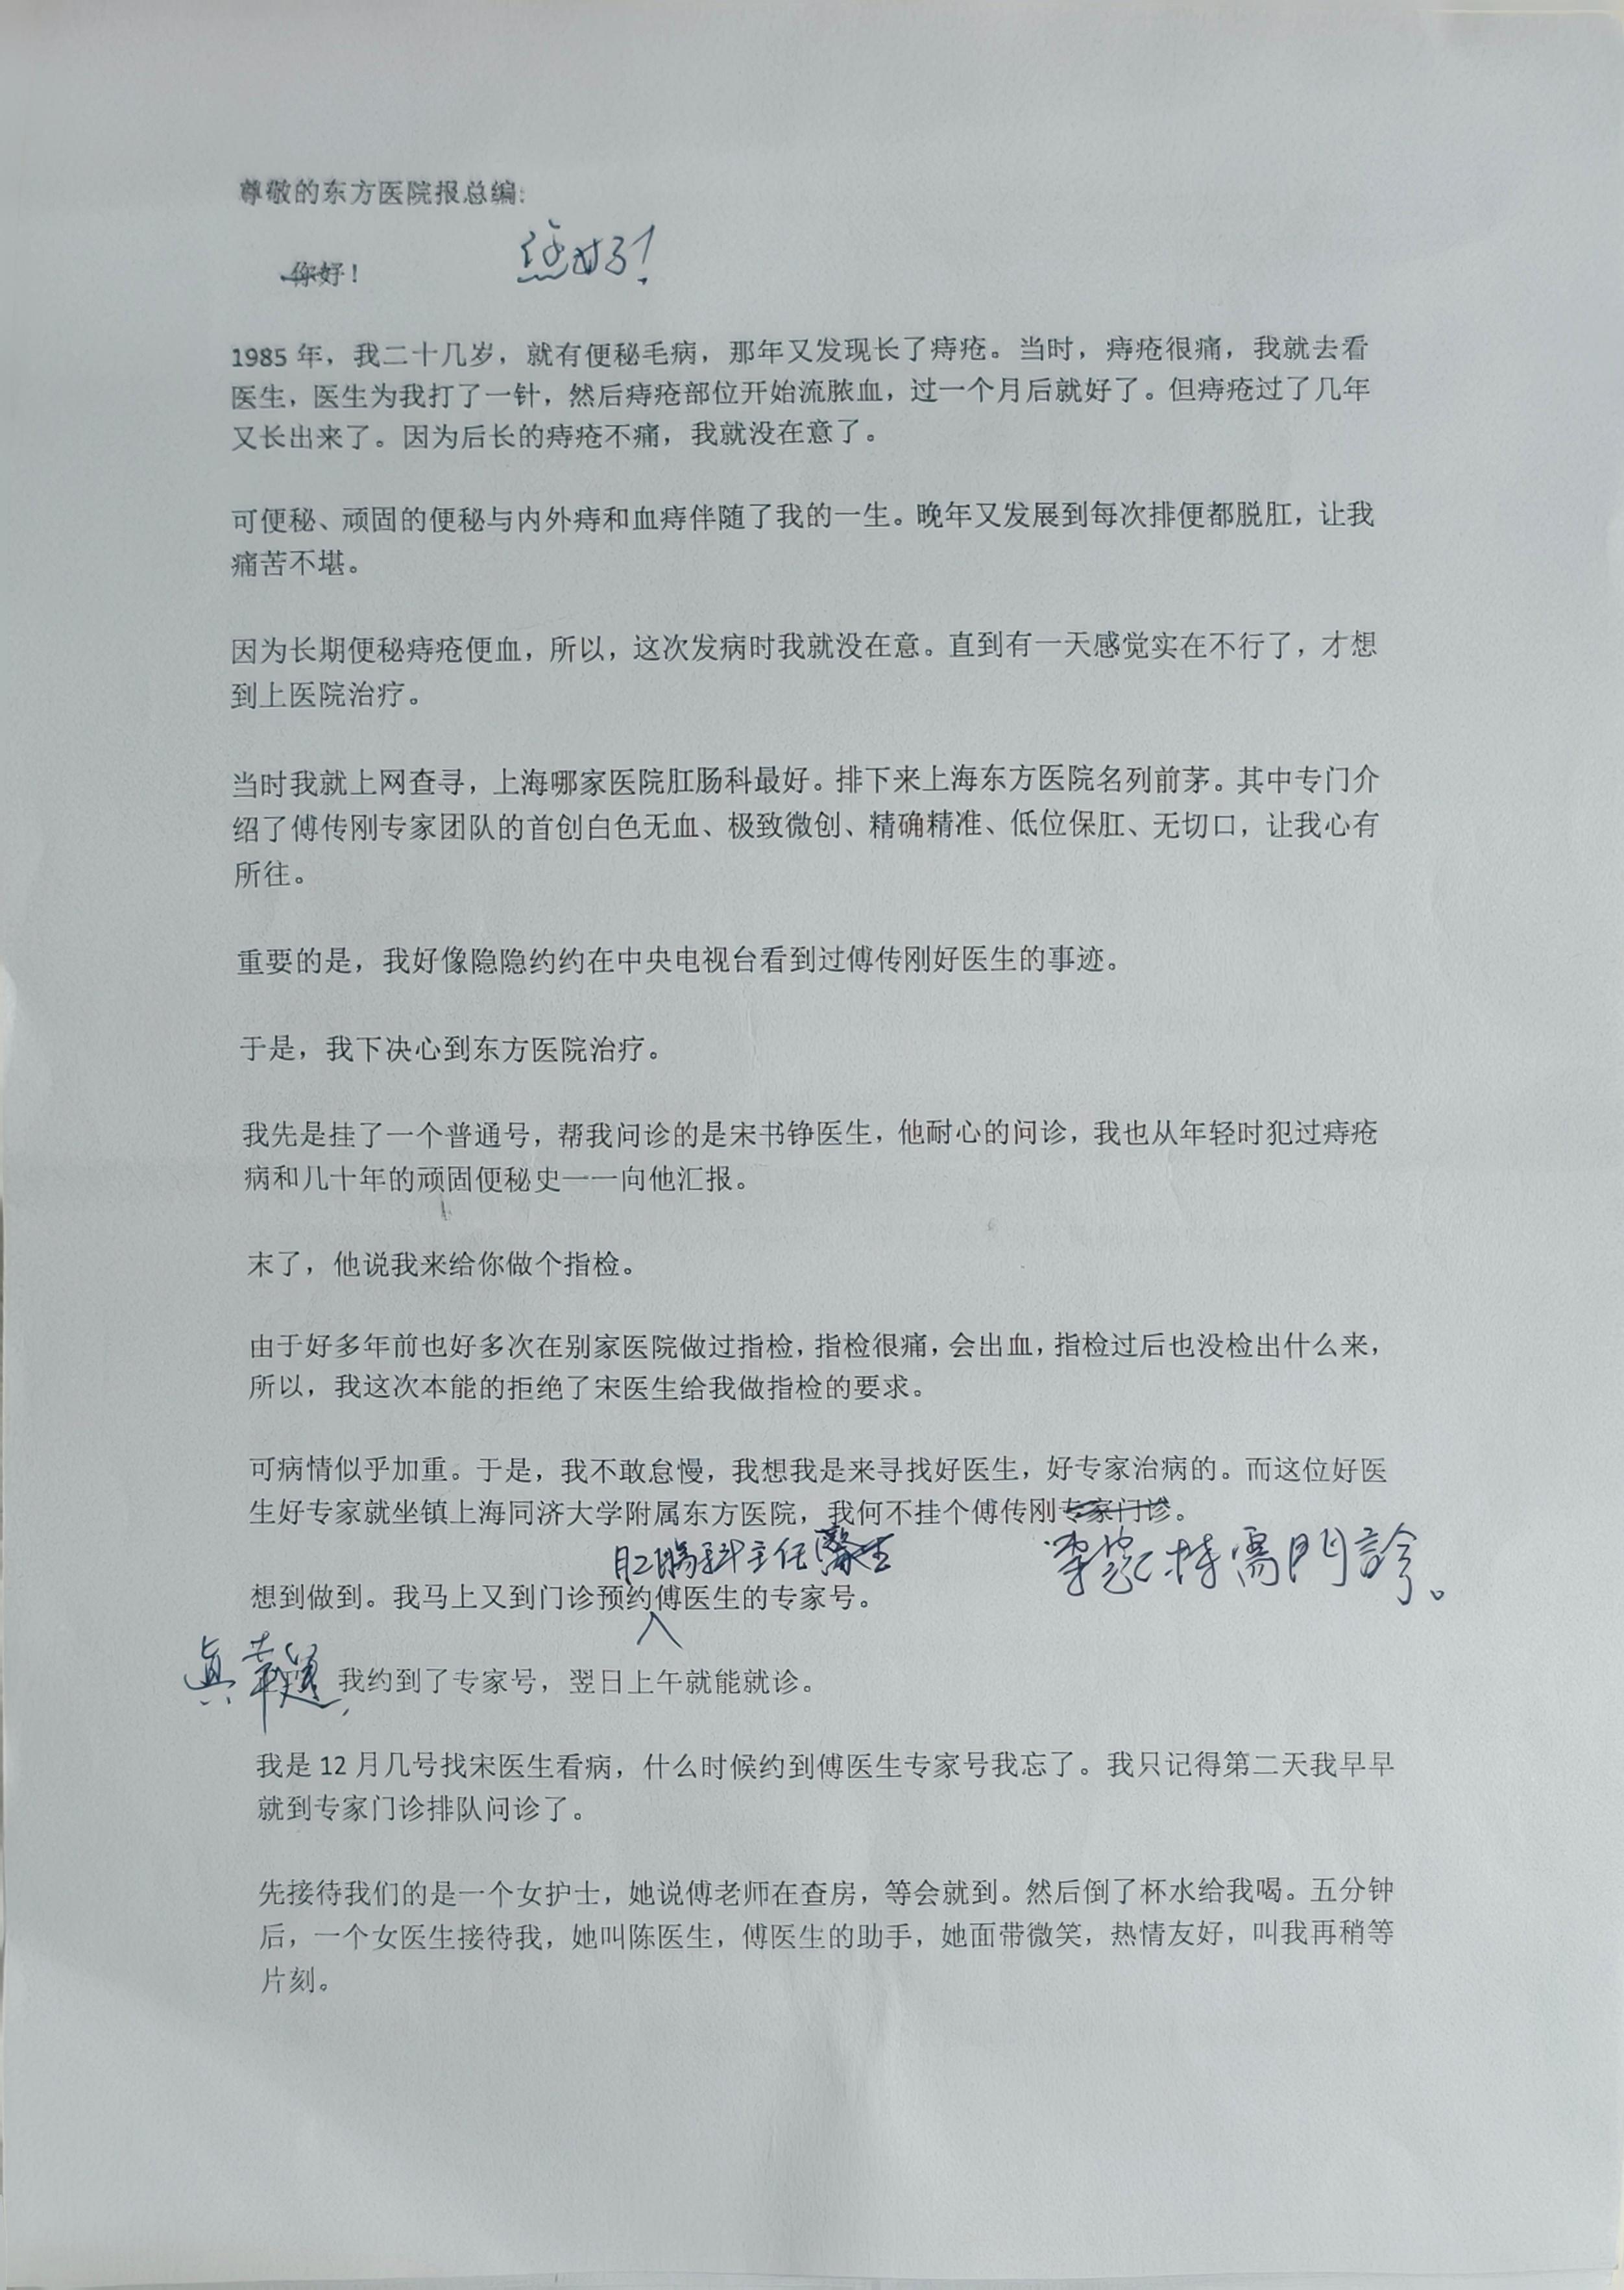 尊敬的东方医院报总编:
你好！
您好！
1985 年，我二十几岁，就有便秘毛病，那年又发现长了痔疮。当时，痔疮很痛，我就去看
医生，医生为我打了一针，然后痔疮部位开始流脓血，过一个月后就好了。但痔疮过了几年
又长出来了。因为后长的痔疮不痛，我就没在意了。
可便秘、顽固的便秘与内外痔和血痔伴随了我的一生。晚年又发展到每次排便都脱肛，让我
痛苦不堪。
因为长期便秘痔疮便血，所以，这次发病时我就没在意。直到有一天感觉实在不行了，才想
到上医院治疗。
当时我就上网查寻，上海哪家医院肛肠科最好。排下来上海东方医院名列前茅。其中专门介
绍了傅传刚专家团队的首创白色无血、极致微创、精确精准、低位保肛、无切口，让我心有
所往。
重要的是，我好像隐隐约约在中央电视台看到过傅传刚好医生的事迹。
于是，我下决心到东方医院治疗。
我先是挂了一个普通号，帮我问诊的是宋书铮医生，他耐心的问诊，我也从年轻时犯过痔疮
病和几十年的顽固便秘史一一向他汇报。
末了，他说我来给你做个指检。
由于好多年前也好多次在别家医院做过指检，指检很痛，会出血，指检过后也没检出什么来，
所以，我这次本能的拒绝了宋医生给我做指检的要求。
可病情似乎加重。于是，我不敢怠慢，我想我是来寻找好医生，好专家治病的。而这位好医
生好专家就坐镇上海同济大学附属东方医院，我何不挂个傅传刚专家门诊。
肛腸科主任醫生
特需門診。
想到做到。我马上又到门诊预约傅医生的专家号。
真幸運，我约到了专家号，翌日上午就能就诊。
我是 12 月几号找宋医生看病，什么时候约到傅医生专家号我忘了。我只记得第二天我早早
就到专家门诊排队问诊了。
先接待我们的是一个女护士，她说傅老师在查房，等会就到。然后倒了杯水给我喝。五分钟
后，一个女医生接待我，她叫陈医生，傅医生的助手，她面带微笑，热情友好，叫我再稍等
片刻。